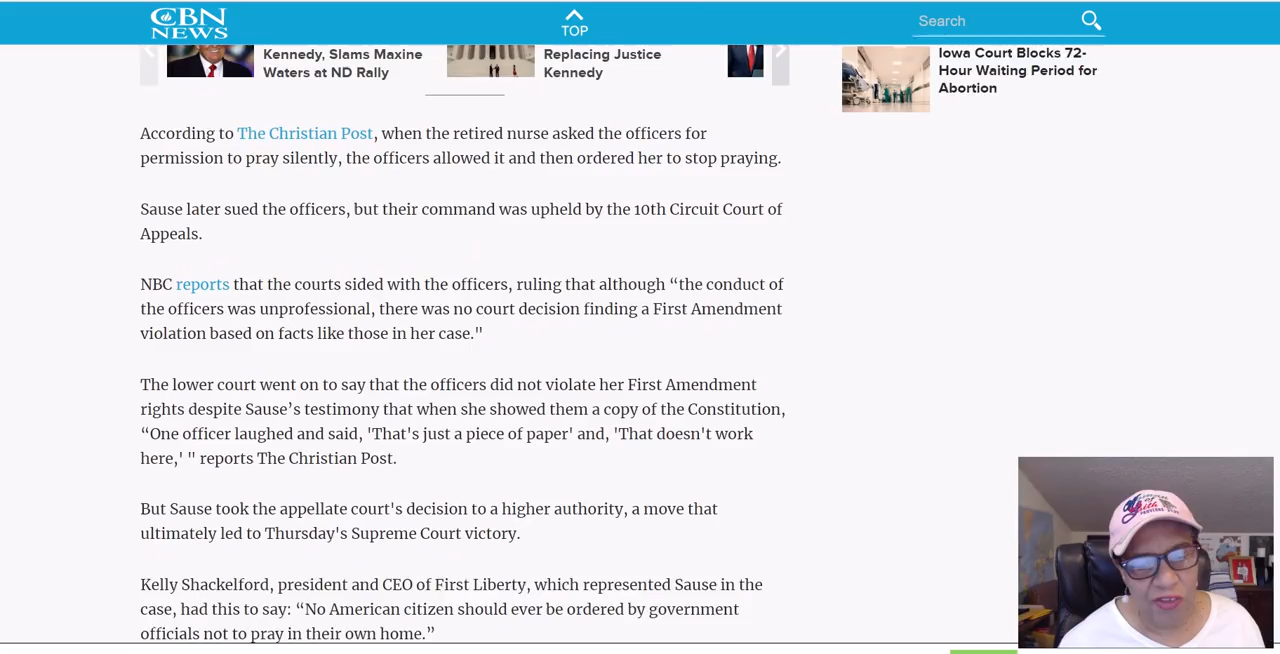 CBN
NEWS
TOP
Search
Kennedy, Slams Maxine
Waters at ND Rally
Replacing Justice
Kennedy
Iowa Court Blocks 72-
Hour Waiting Period for
Abortion
According to The Christian Post, when the retired nurse asked the officers for
permission to pray silently, the officers allowed it and then ordered her to stop praying.
Sause later sued the officers, but their command was upheld by the 10th Circuit Court of
Appeals.
NBC reports that the courts sided with the officers, ruling that although “the conduct of
the officers was unprofessional, there was no court decision finding a First Amendment
violation based on facts like those in her case."
The lower court went on to say that the officers did not violate her First Amendment
rights despite Sause’s testimony that when she showed them a copy of the Constitution,
“One officer laughed and said, 'That's just a piece of paper' and, 'That doesn't work
here,' " reports The Christian Post.
But Sause took the appellate court's decision to a higher authority, a move that
ultimately led to Thursday's Supreme Court victory.
Kelly Shackelford, president and CEO of First Liberty, which represented Sause in the
case, had this to say: “No American citizen should ever be ordered by government
officials not to pray in their own home.”